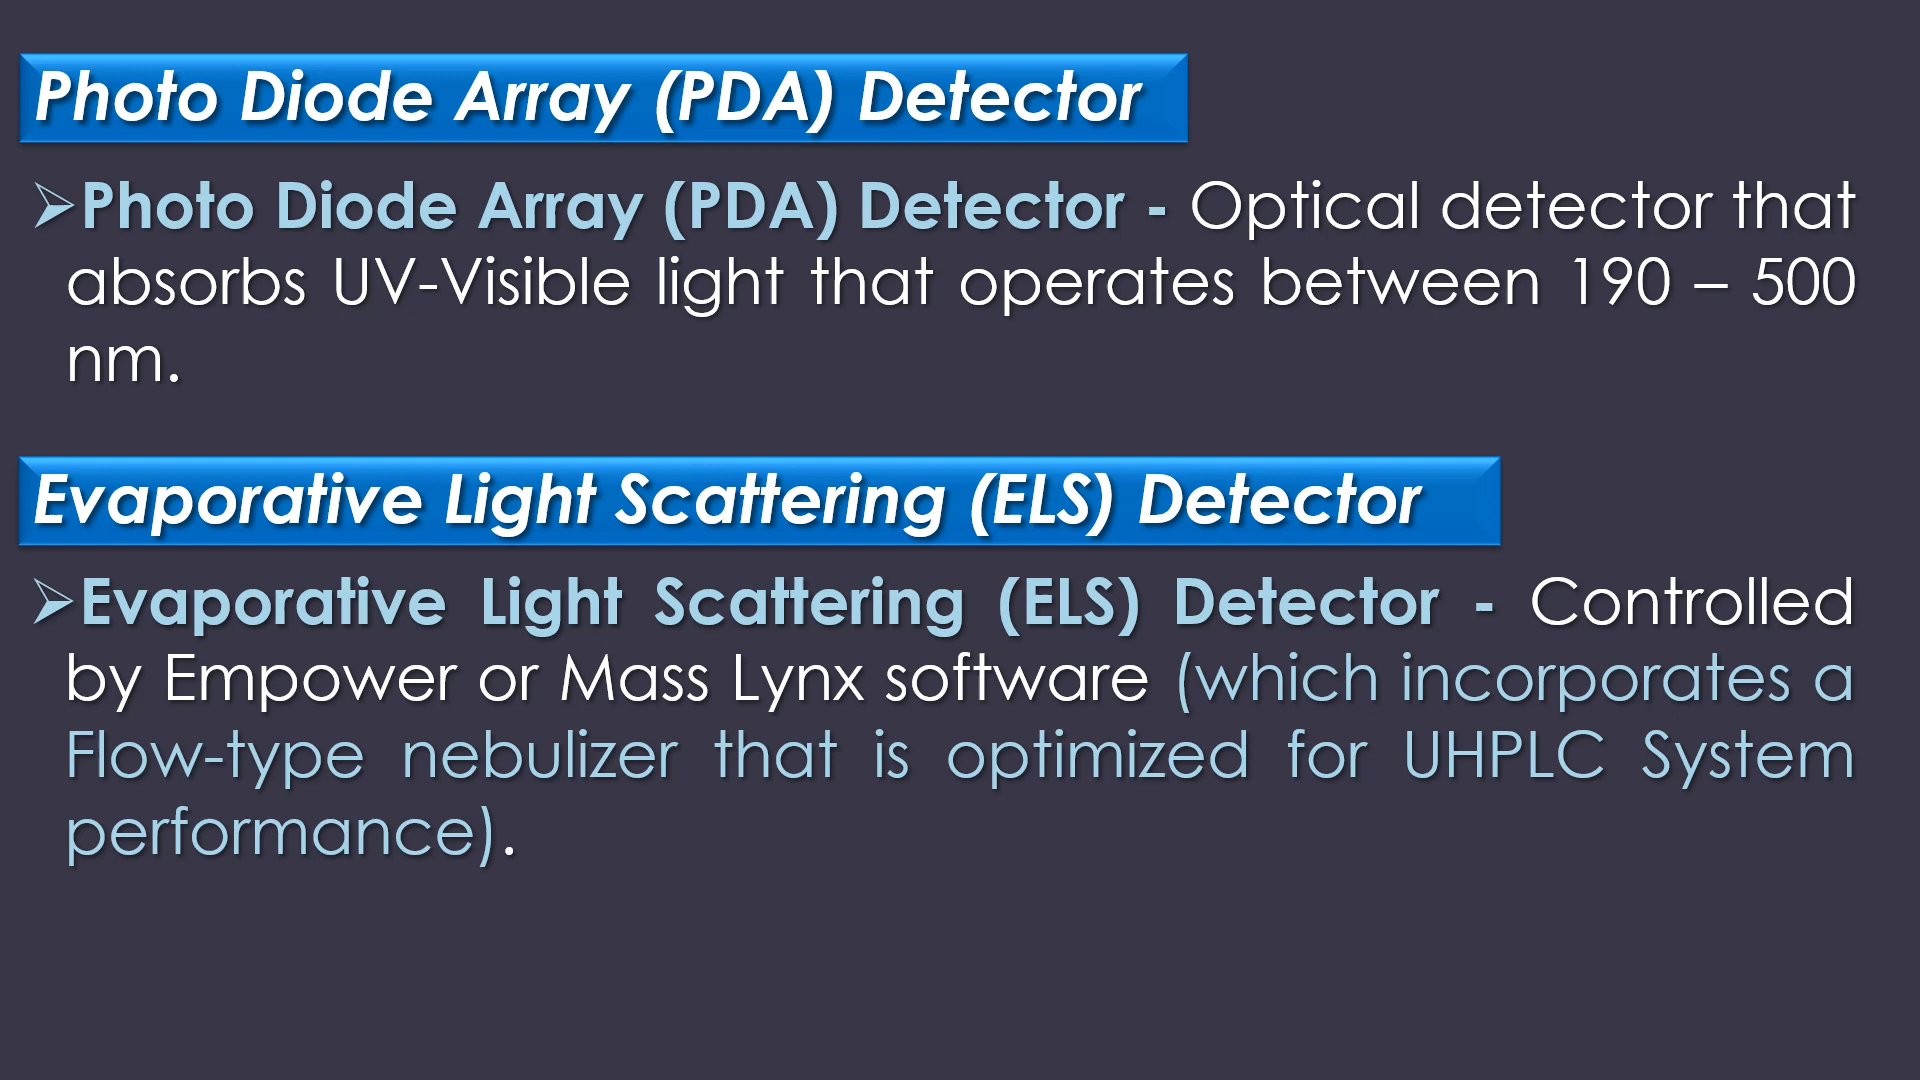 Photo Diode Array (PDA) Detector
➢Photo Diode Array (PDA) Detector - Optical detector that
absorbs UV-Visible light that operates between 190 – 500
nm.
Evaporative Light Scattering (ELS) Detector
➢Evaporative Light Scattering (ELS) Detector - Controlled
by Empower or Mass Lynx software (which incorporates a
Flow-type nebulizer that is optimized for UHPLC System
performance).